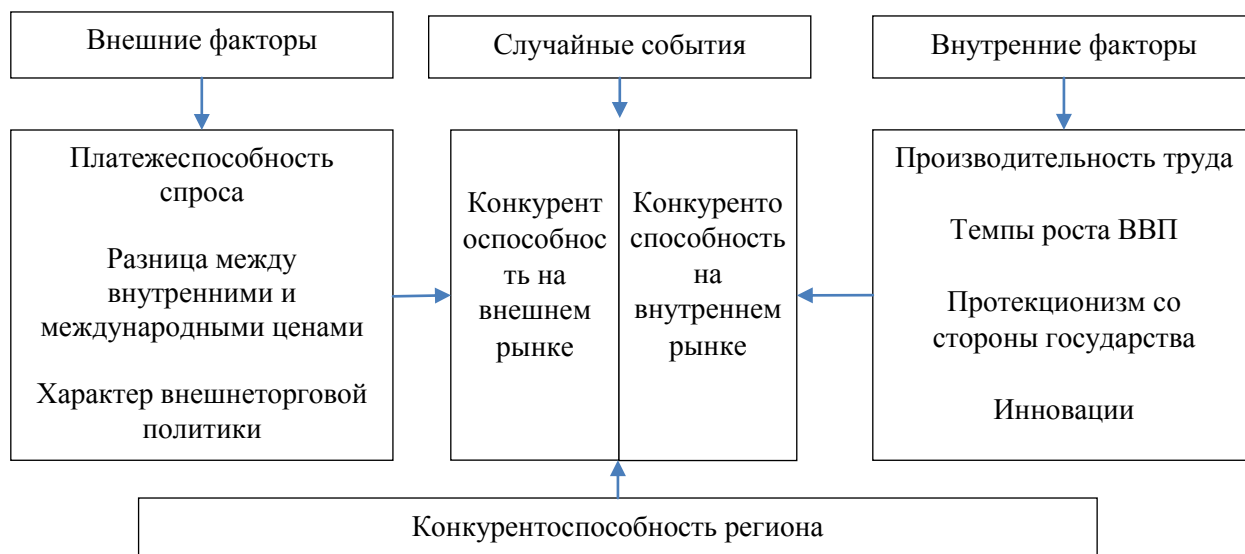 Внешние факторы
Случайные события
Внутренние факторы
Платежеспособность
спроса
Разница между
внутренними и
международными ценами
Характер внешнеторговой
политики
Конкурент
оспособнос
ть на
внешнем
рынке
Конкуренто
способность
на
внутреннем
рынке
Производительность труда
Темпы роста ВВП
Протекционизм со
стороны государства
Инновации
Конкурентоспособность региона